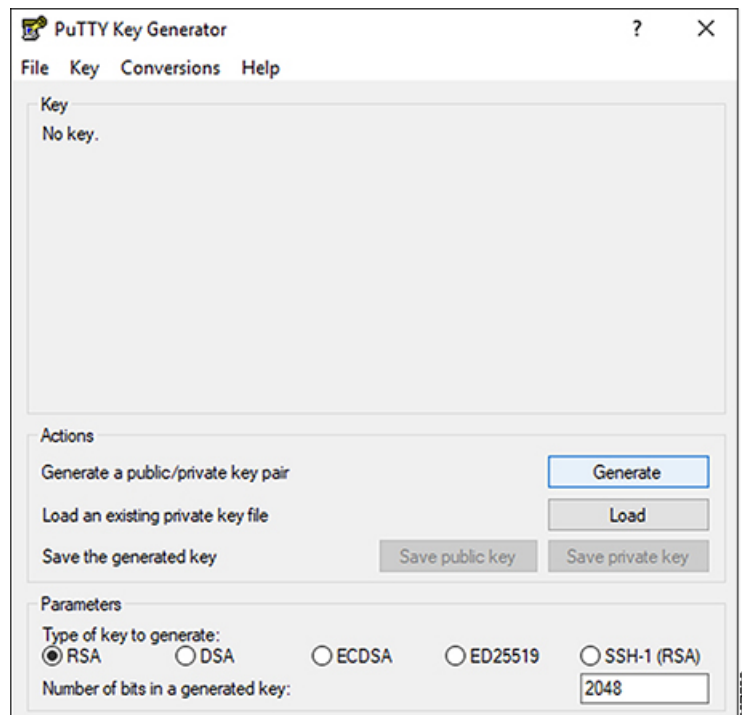 PuTTY Key Generator ? ×
File Key Conversions Help
Key
No key.
Actions
Generate a public/private key pair Generate
Load an existing private key file Load
Save the generated key Save public key Save private key
Parameters
Type of key to generate:
RSA DSA ECDSA ED25519 SSH-1 (RSA)
Number of bits in a generated key: 2048